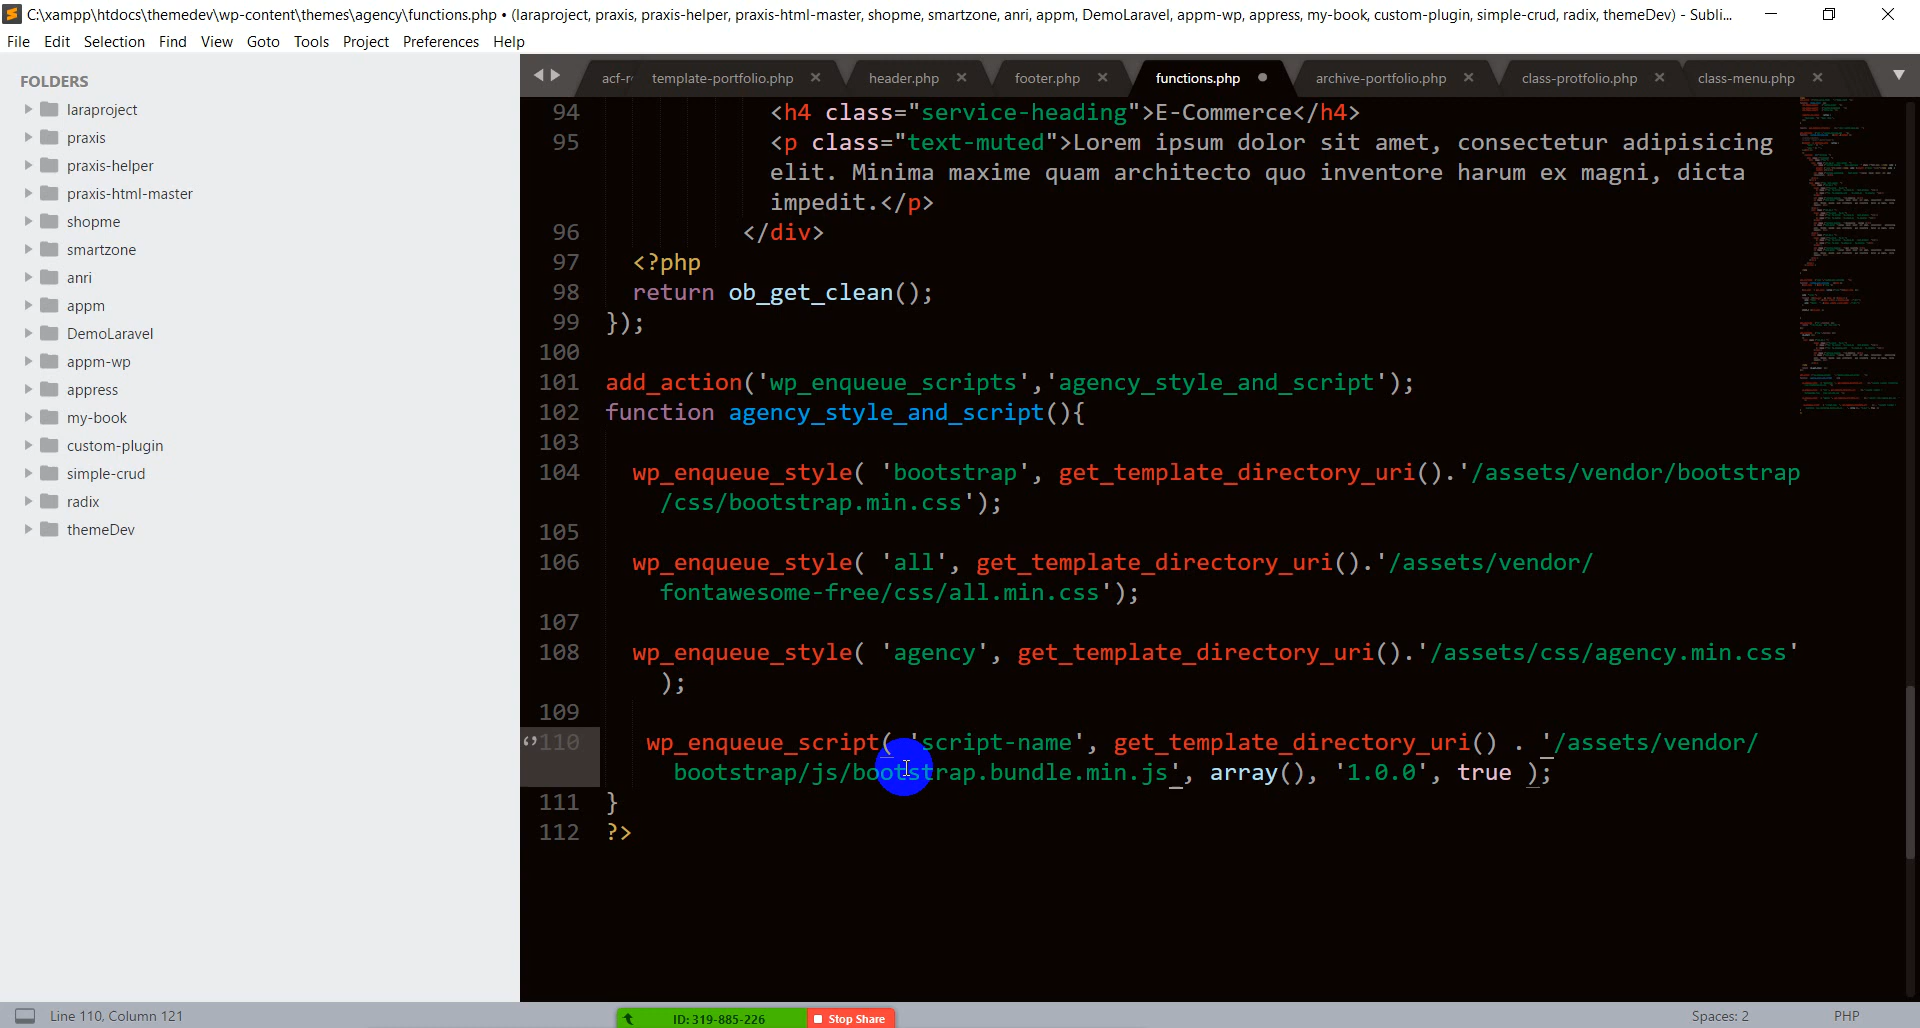 C:\xampp\htdocs\themedev\wp-content\themes\agency\functions.php • (laraproject, praxis, praxis-helper, praxis-html-master, shopme, smartzone, anri, appm, DemoLaravel, appm-wp, appress, my-book, custom-plugin, simple-crud, radix, themeDev) - Subli...
File Edit Selection Find View Goto Tools Project Preferences Help
FOLDERS
laraproject
praxis
praxis-helper
praxis-html-master
shopme
smartzone
anri
appm
DemoLaravel
appm-wp
appress
my-book
custom-plugin
simple-crud
radix
themeDev
acf-r template-portfolio.php header.php footer.php functions.php archive-portfolio.php class-protfolio.php class-menu.php
94 <h4 class="service-heading">E-Commerce</h4>
95 <p class="text-muted">Lorem ipsum dolor sit amet, consectetur adipisicing
elit. Minima maxime quam architecto quo inventore harum ex magni, dicta
impedit.</p>
96 </div>
97 <?php
98 return ob_get_clean();
99 });
100
101 add_action('wp_enqueue_scripts','agency_style_and_script');
102 function agency_style_and_script(){
103
104 wp_enqueue_style( 'bootstrap', get_template_directory_uri().'/assets/vendor/bootstrap
/css/bootstrap.min.css');
105
106 wp_enqueue_style( 'all', get_template_directory_uri().'/assets/vendor/
fontawesome-free/css/all.min.css');
107
108 wp_enqueue_style( 'agency', get_template_directory_uri().'/assets/css/agency.min.css'
);
109
110 wp_enqueue_script( 'script-name', get_template_directory_uri() . '/assets/vendor/
bootstrap/js/bootstrap.bundle.min.js', array(), '1.0.0', true );
111 }
112 ?>
Line 110, Column 121
ID: 319-885-226
Stop Share
Spaces: 2
PHP